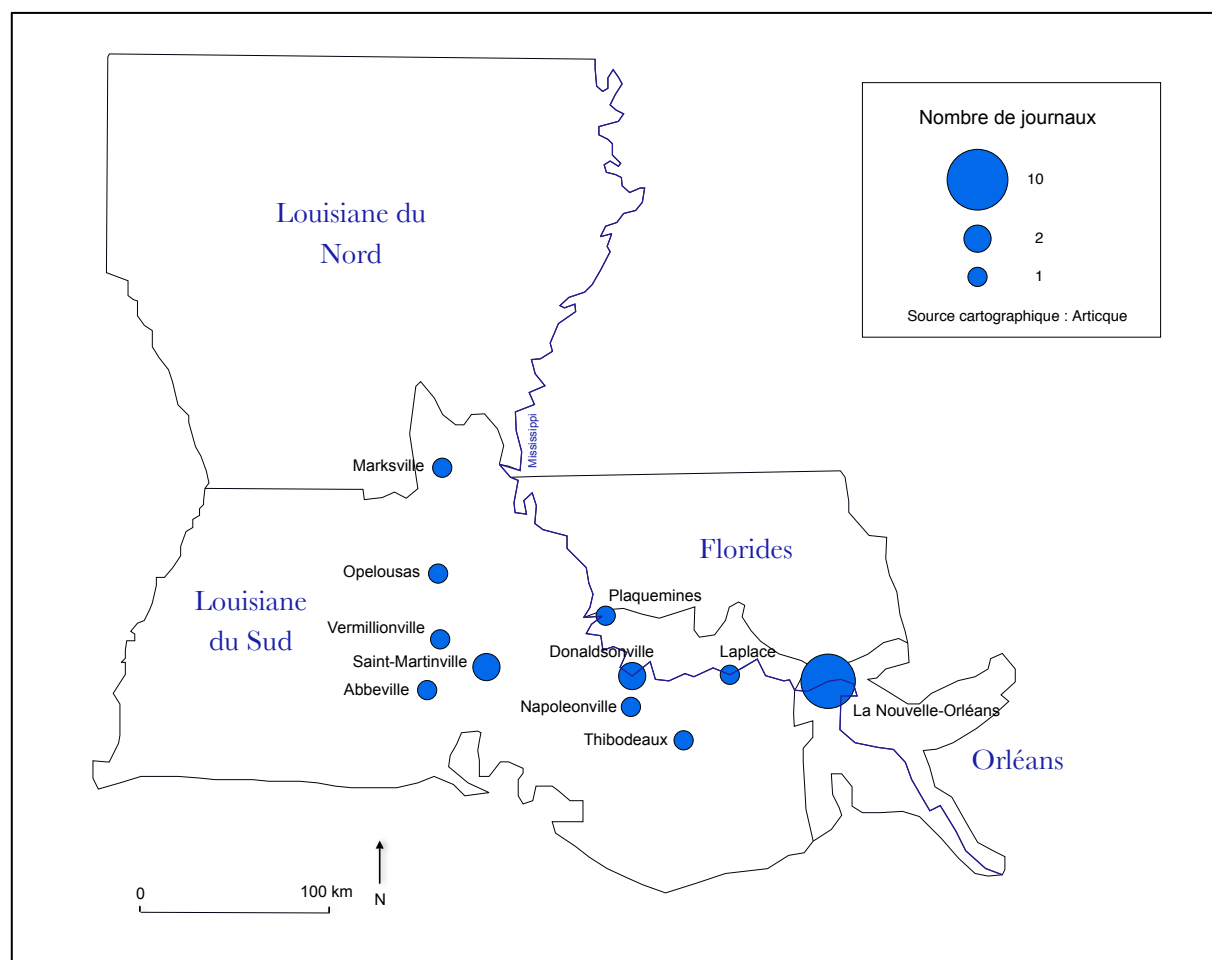 Nombre de journaux
10
2
1
Source cartographique : Articque
Louisiane du
Nord
Mississippi
Marksville
Florides
Opelousas
Louisiane
du Sud
Plaquemines
Vermillionville
Saint-Martinville
Donaldsonville
Laplace
Abbeville
Napoleonville
La Nouvelle-Orléans
Thibodeaux
Orléans
0
100 km
N